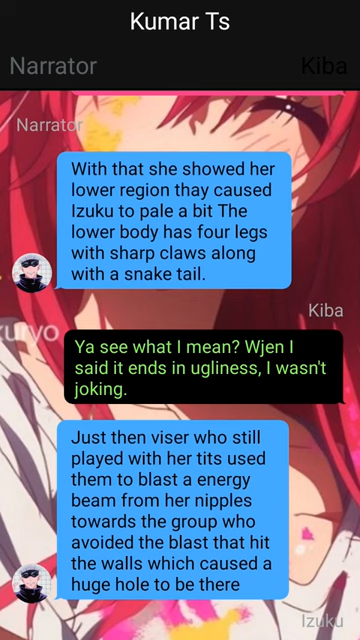 Kumar Ts
Narrator
Kiba
Narrator
With that she showed her
lower region thay caused
Izuku to pale a bit The
lower body has four legs
with sharp claws along
with a snake tail.
Kiba
kuryo
Ya see what I mean? Wjen I
said it ends in ugliness, I wasn't
joking.
Just then viser who still
played with her tits used
them to blast a energy
beam from her nipples
towards the group who
avoided the blast that hit
the walls which caused a
huge hole to be there
Izuku